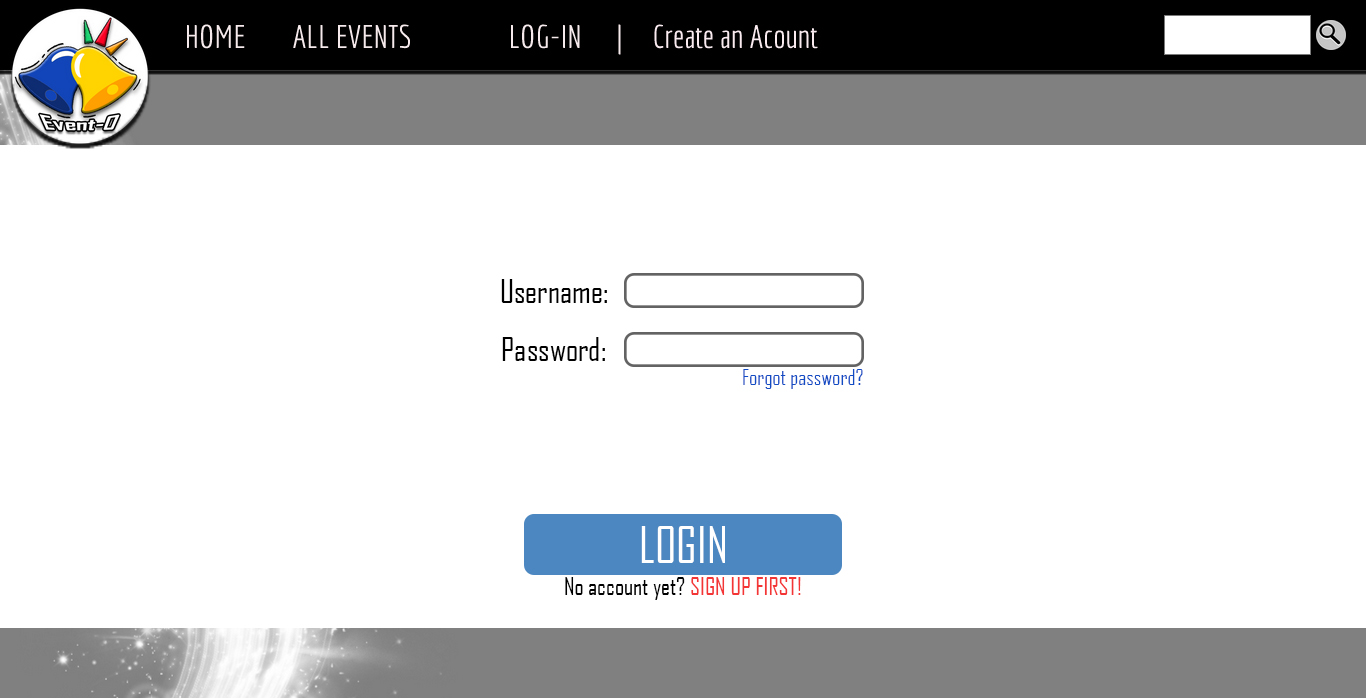 HOME ALL EVENTS LOG-IN | Create an Acount
Event-O
Username:
Password:
Forgot password?
LOGIN
No account yet? SIGN UP FIRST!